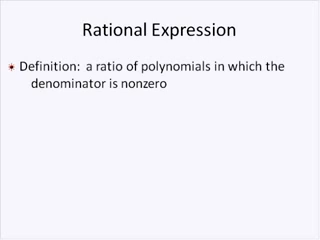 Rational Expression
Definition:  a ratio of polynomials in which the
denominator is nonzero